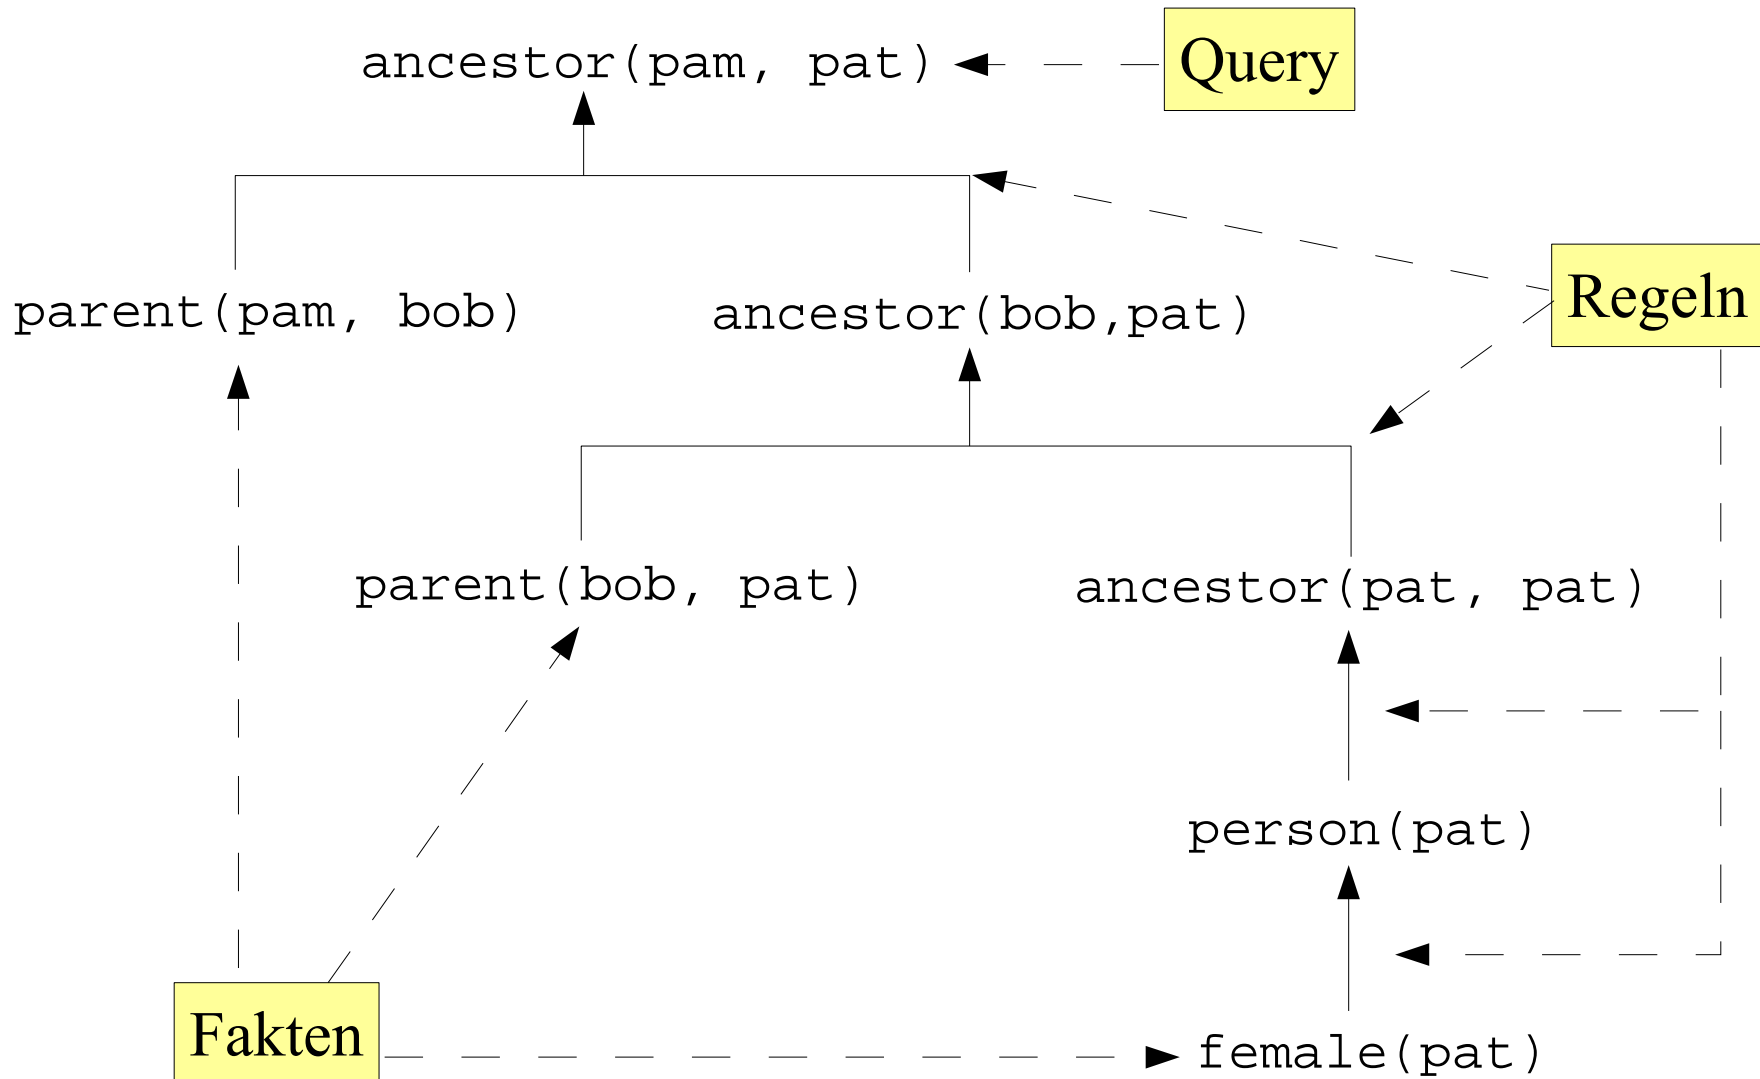 ancestor(pam, pat)
Query
parent(pam, bob)
ancestor(bob,pat)
Regeln
parent(bob, pat)
ancestor(pat, pat)
person(pat)
Fakten
female(pat)